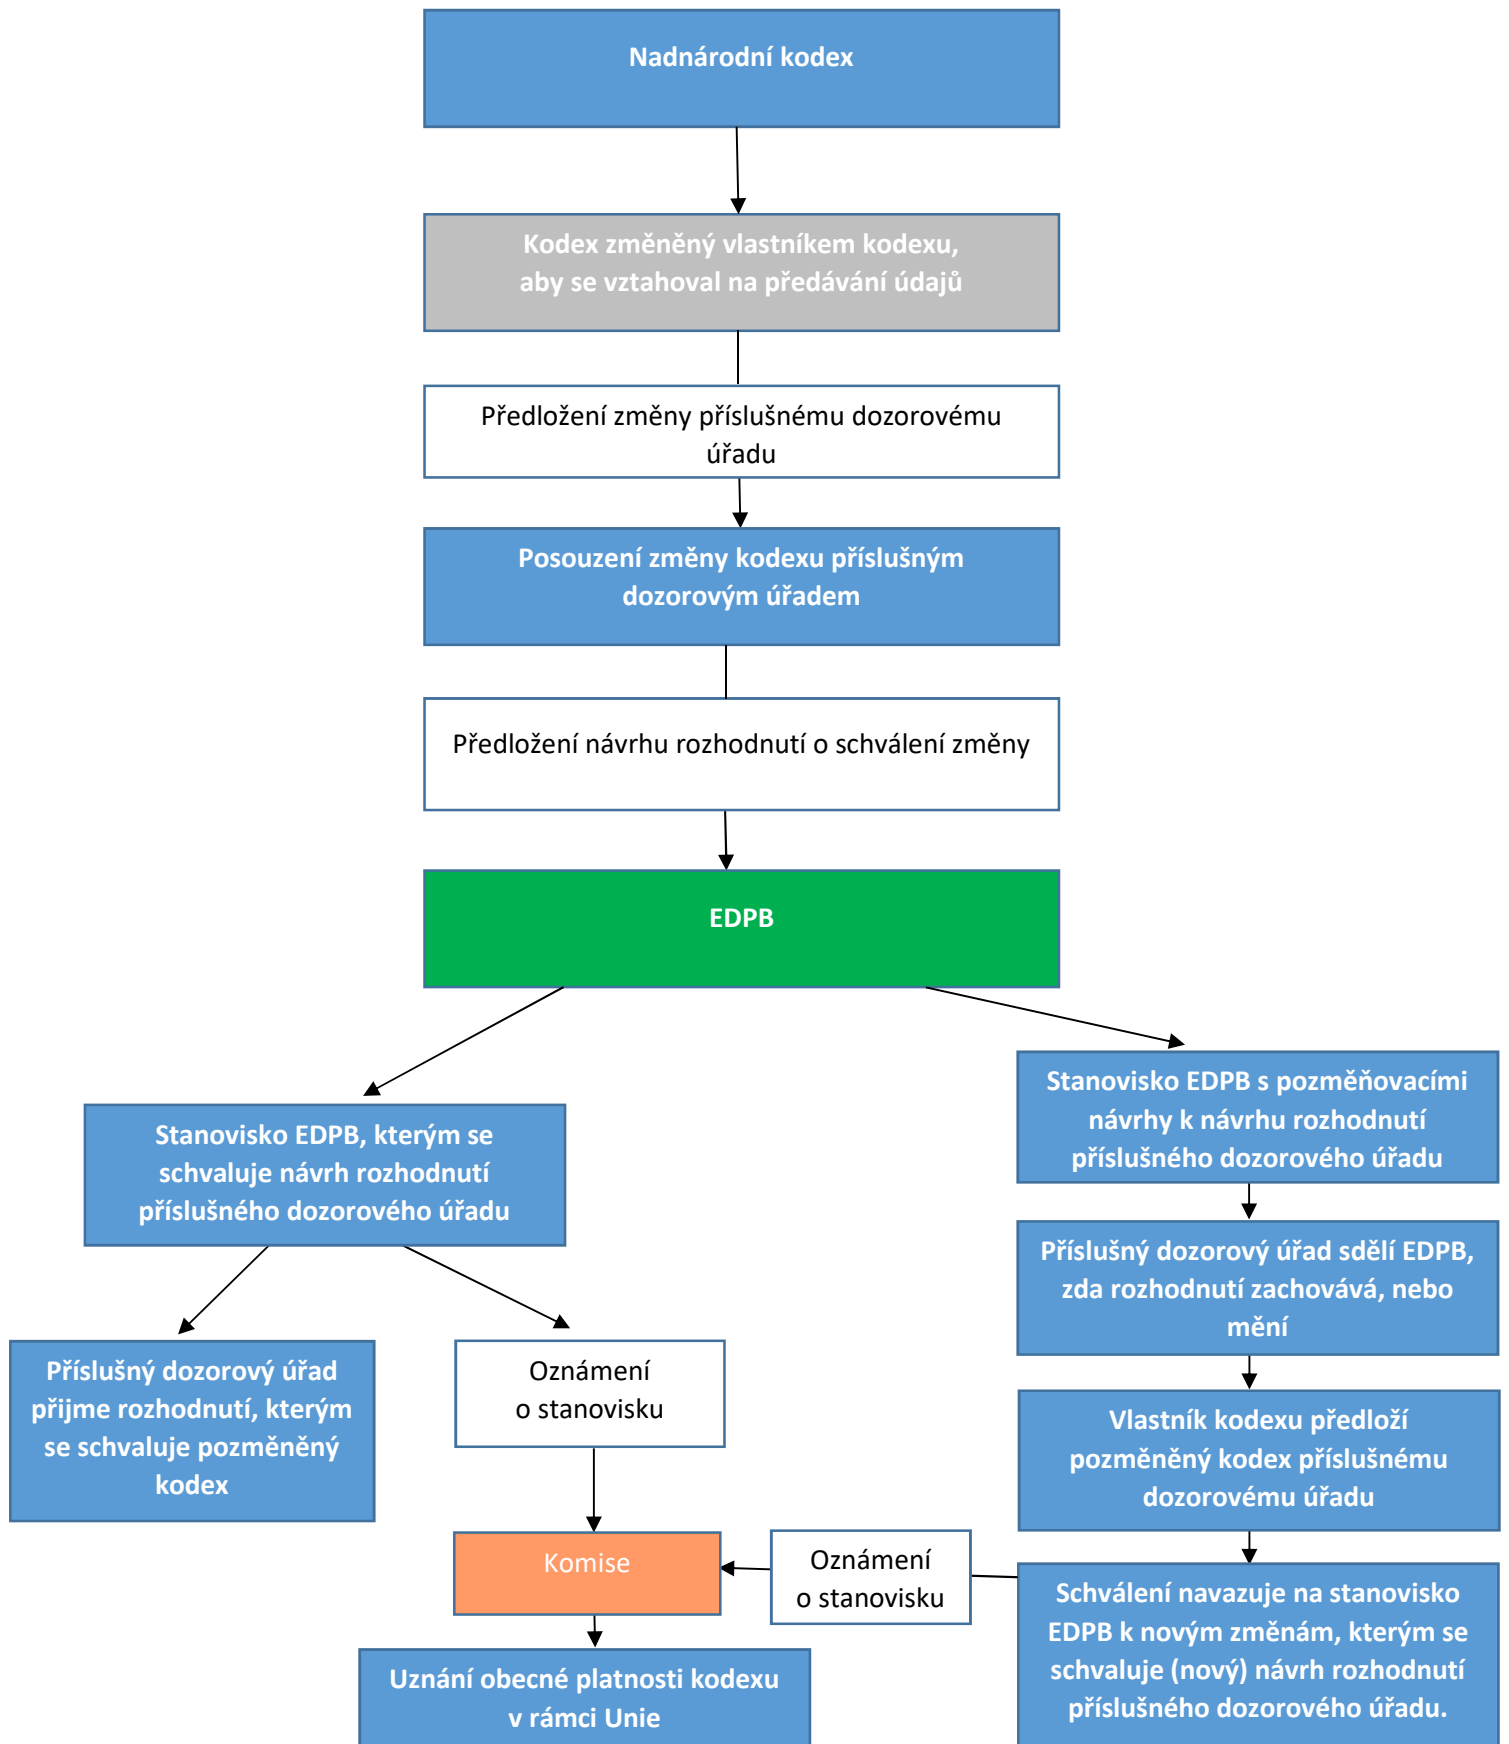 Nadnárodní kodex
Kodex změněný vlastníkem kodexu,
aby se vztahoval na předávání údajů
Předložení změny příslušnému dozorovému
úřadu
Posouzení změny kodexu příslušným
dozorovým úřadem
Předložení návrhu rozhodnutí o schválení změny
EDPB
Stanovisko EDPB, kterým se
schvaluje návrh rozhodnutí
příslušného dozorového úřadu
Příslušný dozorový úřad
přijme rozhodnutí, kterým
se schvaluje pozměněný
kodex
Oznámení
o stanovisku
Komise
Uznání obecné platnosti kodexu
v rámci Unie
Stanovisko EDPB s pozměňovacími
návrhy k návrhu rozhodnutí
příslušného dozorového úřadu
Příslušný dozorový úřad sdělí EDPB,
zda rozhodnutí zachovává, nebo
mění
Vlastník kodexu předloží
pozměněný kodex příslušnému
dozorovému úřadu
Schválení navazuje na stanovisko
EDPB k novým změnám, kterým se
schvaluje (nový) návrh rozhodnutí
příslušného dozorového úřadu.
Oznámení
o stanovisku